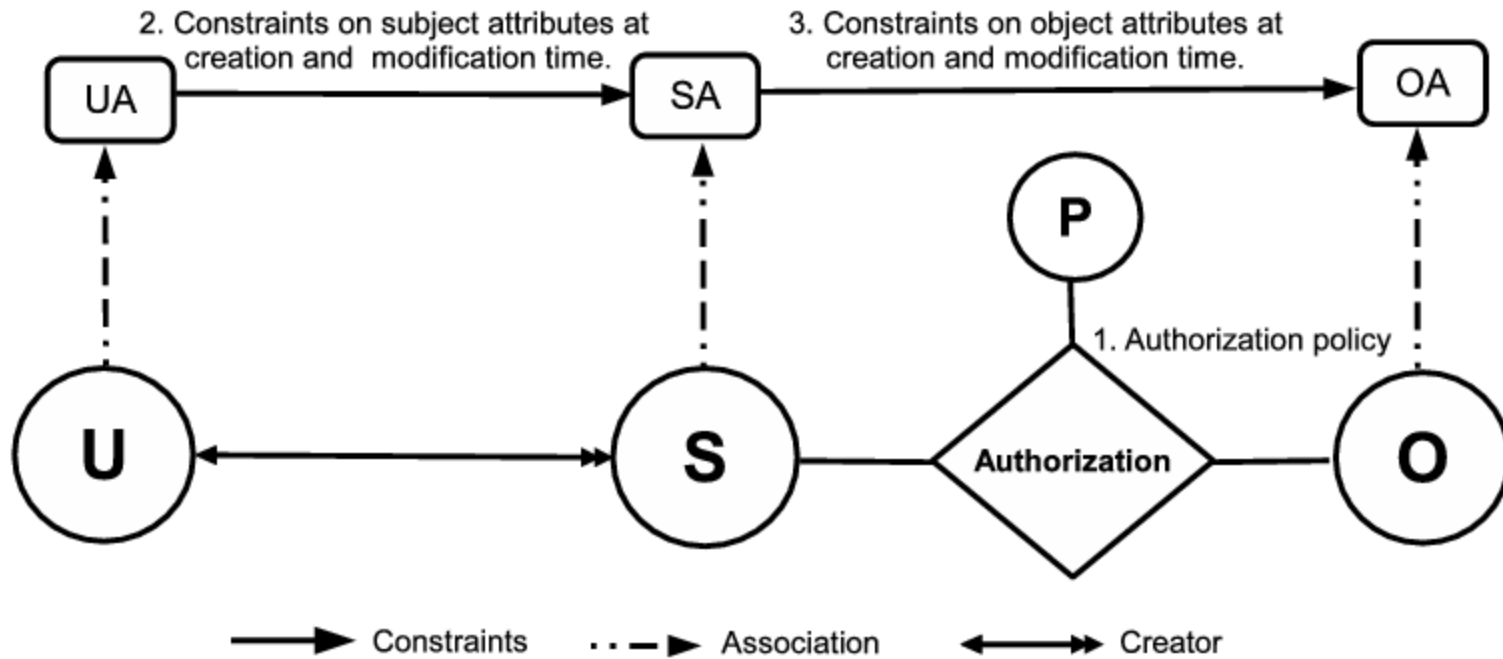 2. Constraints on subject attributes at
creation and modification time.
3. Constraints on object attributes at
creation and modification time.
UA
SA
OA
P
1. Authorization policy
U
S
Authorization
O
Constraints
Association
Creator